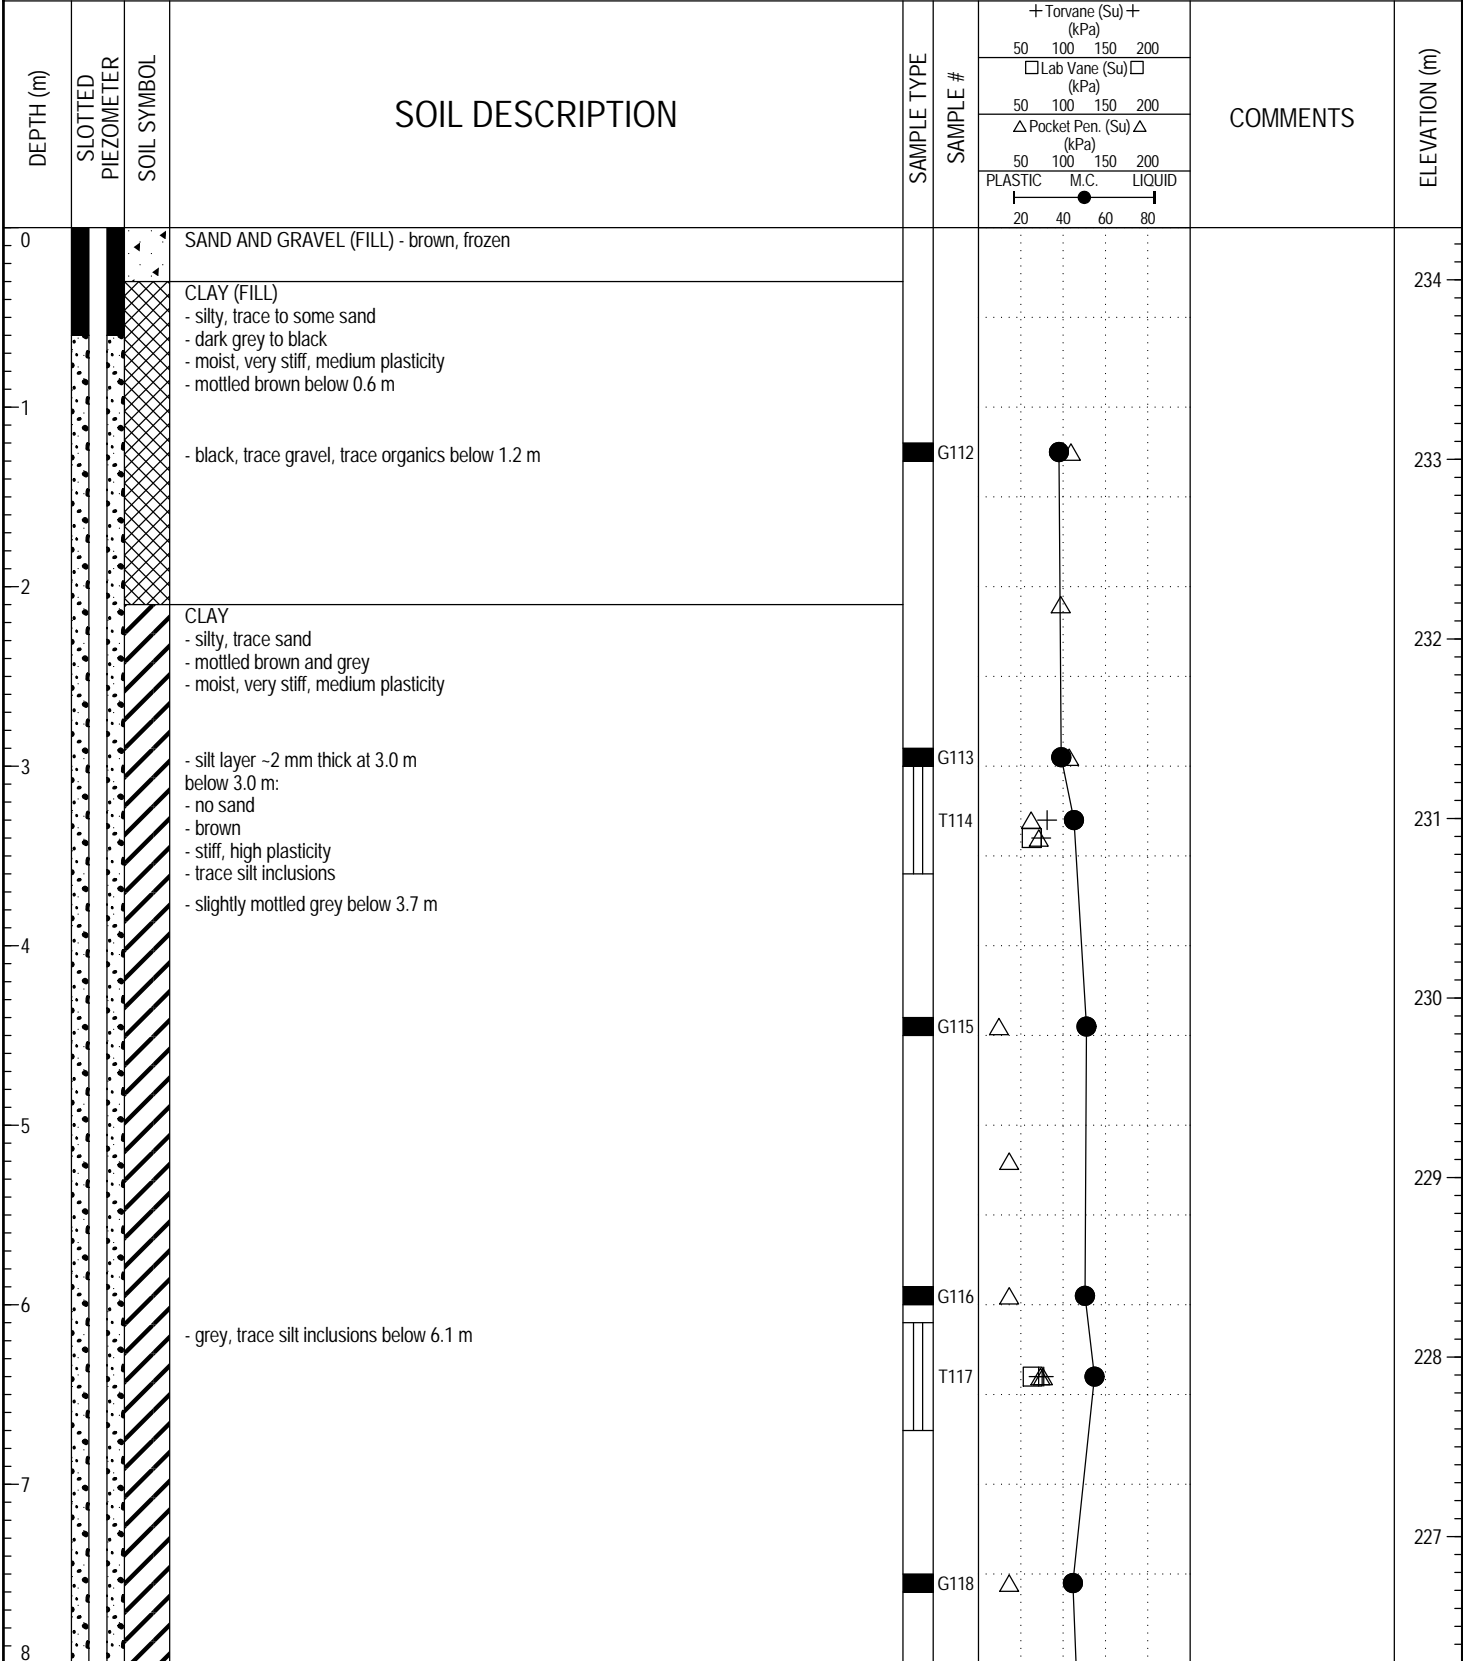 DEPTH (m)
SLOTTED
PIEZOMETER
SOIL SYMBOL
SOIL DESCRIPTION
SAMPLE TYPE
SAMPLE #
+ Torvane (Su) +
(kPa)
50 100 150 200
□ Lab Vane (Su) □
(kPa)
50 100 150 200
△ Pocket Pen. (Su) △
(kPa)
50 100 150 200
PLASTIC M.C. LIQUID
20 40 60 80
COMMENTS
ELEVATION (m)
0
SAND AND GRAVEL (FILL) - brown, frozen
234
CLAY (FILL)
- silty, trace to some sand
- dark grey to black
- moist, very stiff, medium plasticity
- mottled brown below 0.6 m
1
- black, trace gravel, trace organics below 1.2 m
G112
233
2
CLAY
- silty, trace sand
232
- mottled brown and grey
- moist, very stiff, medium plasticity
- silt layer ~2 mm thick at 3.0 m
G113
3
below 3.0 m:
- no sand
T114
231
- brown
- stiff, high plasticity
- trace silt inclusions
- slightly mottled grey below 3.7 m
4
230
G115
5
229
G116
6
- grey, trace silt inclusions below 6.1 m
228
T117
7
227
G118
8